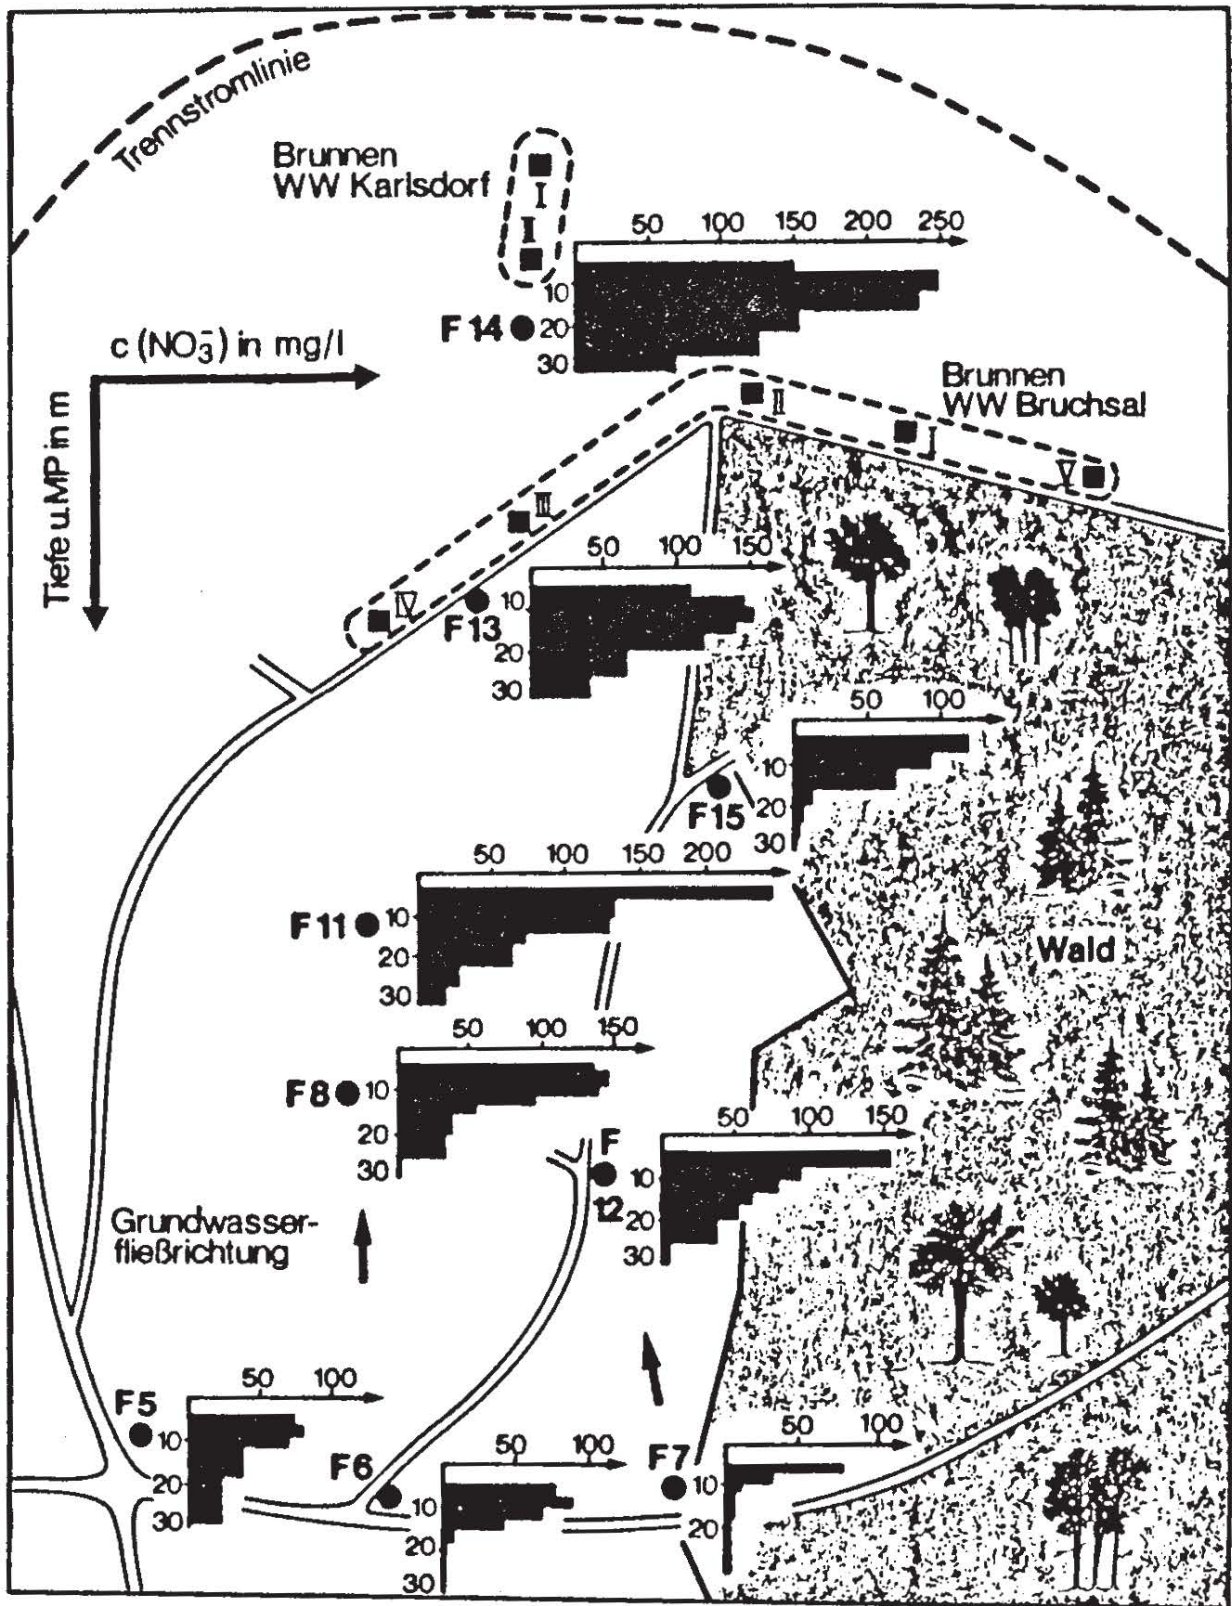 Trennstromlinie
Brunnen
WW Karlsdorf
I
II
50 100 150 200 250
10
F14 20
30
c (NO₃⁻) in mg/l
Tiefe u.MP in m
Brunnen
WW Bruchsal
II
I
V
III
IV
50 100 150
10
F13
20
30
50 100
10
F15 20
30
50 100 150 200
F11 10
20
30
Wald
50 100 150
F8 10
20
30
50 100 150
F
12
10
20
30
Grundwasser-
fließrichtung
50 100
F5
10
20
30
50 100
F6
10
20
30
50 100
F7
10
20